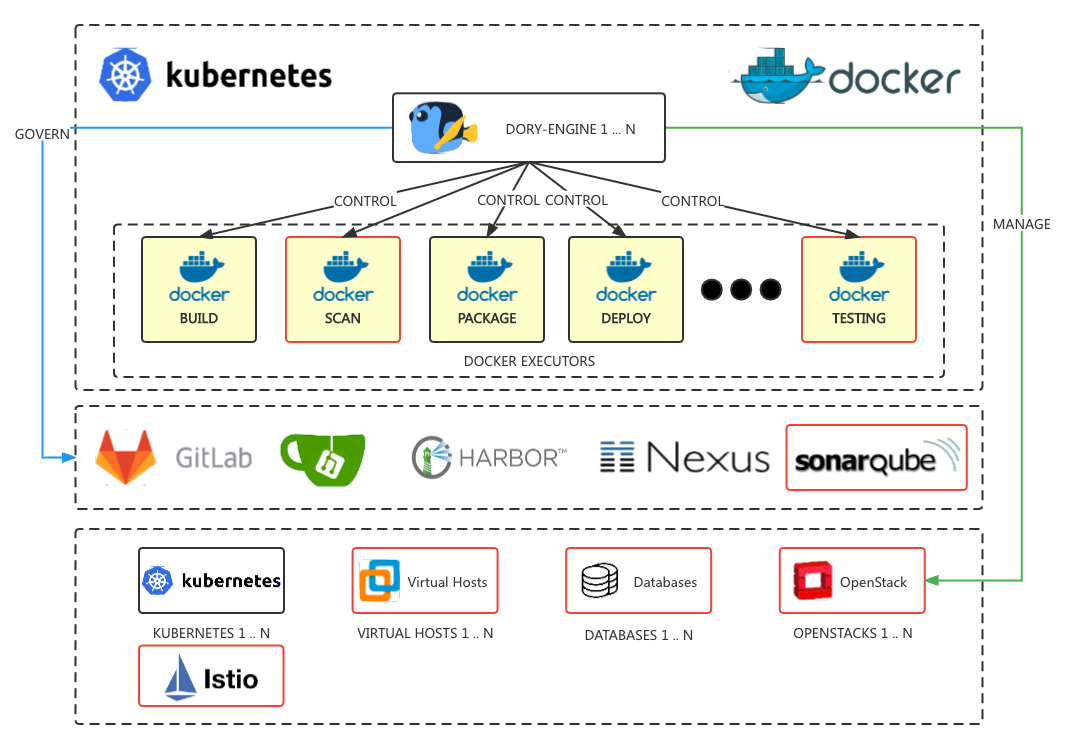 kubernetes
docker
DORY-ENGINE 1 ... N
GOVERN
MANAGE
CONTROL
CONTROL
CONTROL
CONTROL
docker
BUILD
docker
SCAN
docker
PACKAGE
docker
DEPLOY
docker
TESTING
DOCKER EXECUTORS
GitLab
HARBOR™
Nexus
sonarqube
kubernetes
Virtual Hosts
Databases
OpenStack
KUBERNETES 1 .. N
VIRTUAL HOSTS 1 .. N
DATABASES 1 .. N
OPENSTACKS 1 .. N
Istio